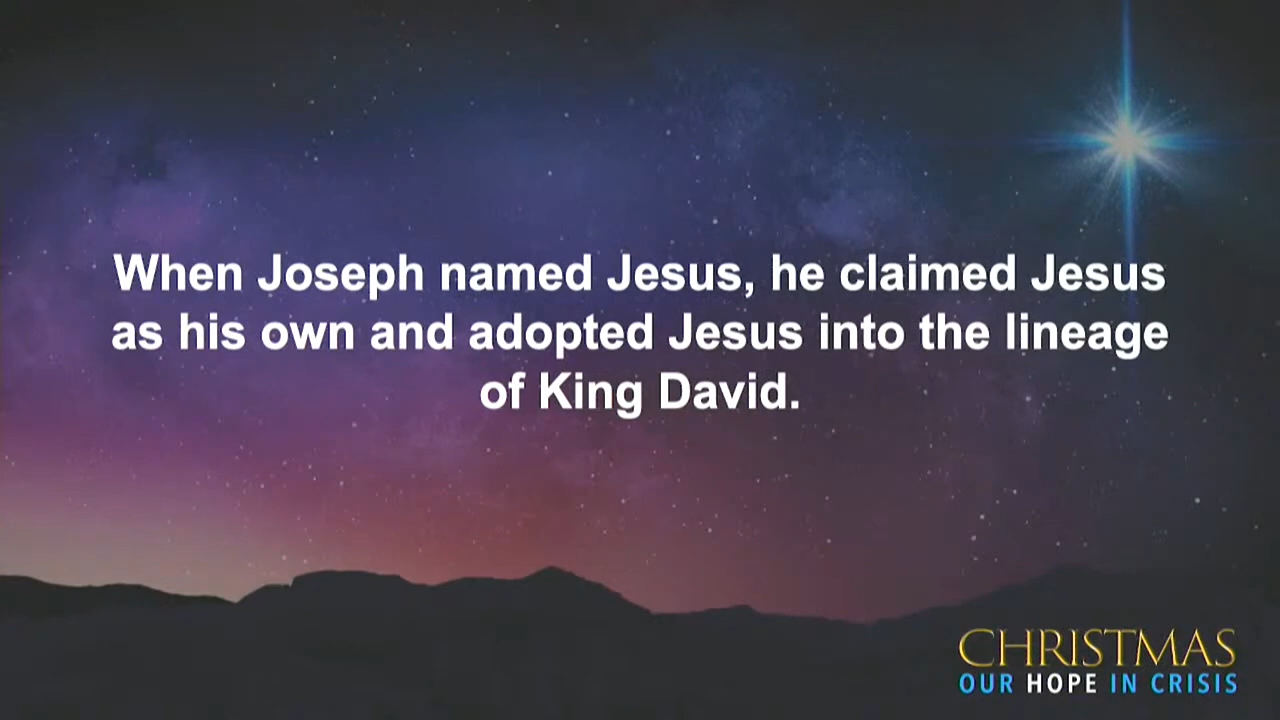 When Joseph named Jesus, he claimed Jesus
as his own and adopted Jesus into the lineage
of King David.
CHRISTMAS
OUR HOPE IN CRISIS